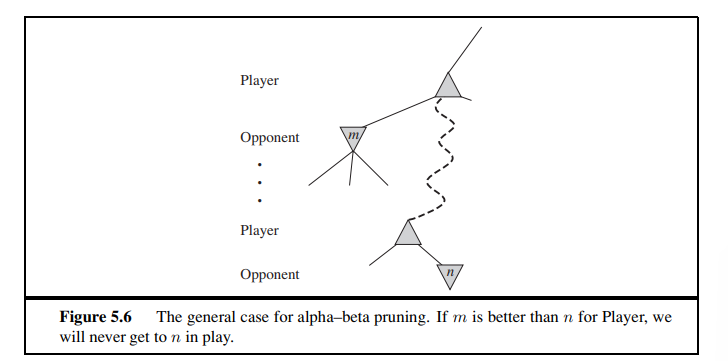 Player
m
Opponent
Player
Opponent
n
Figure 5.6 The general case for alpha–beta pruning. If m is better than n for Player, we
will never get to n in play.